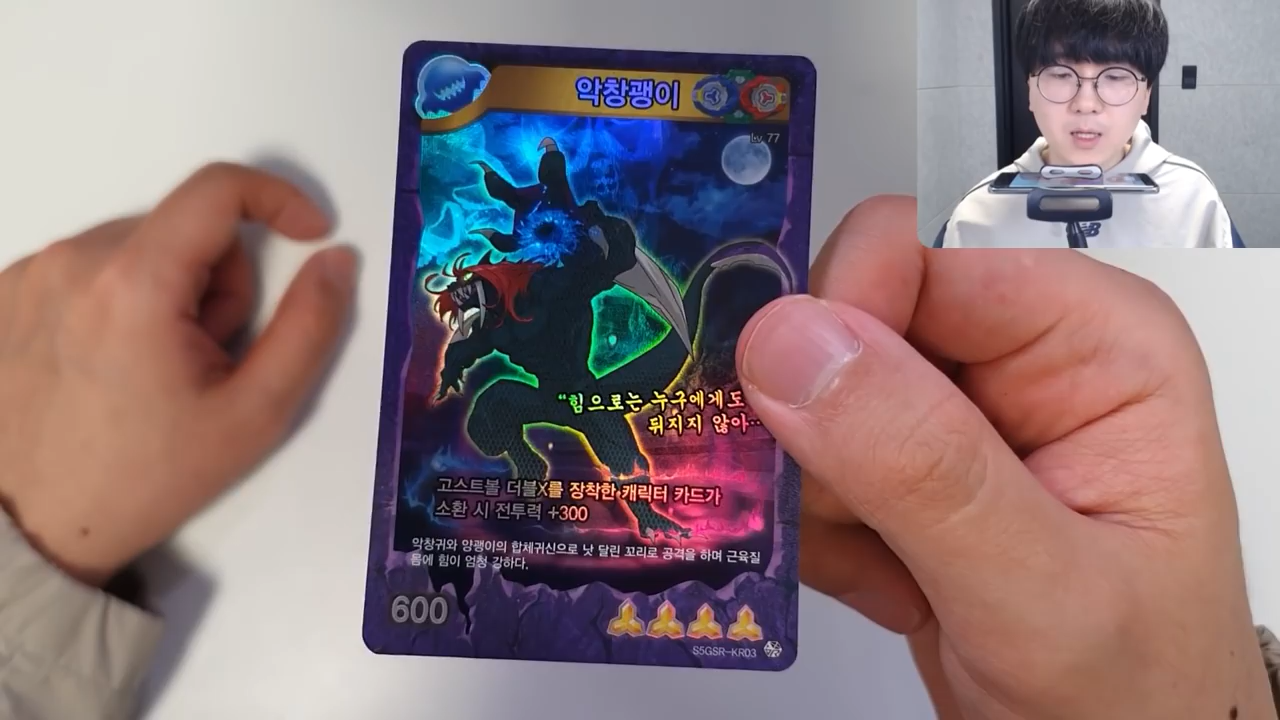 악창괭이
Lv 77
“힘으로는 누구에게도
뒤지지 않아…
고스트볼 더블X를 장착한 캐릭터 카드가
소환 시 전투력 +300
악창귀와 양괭이의 합체귀신으로 낫 달린 꼬리로 공격을 하며 근육질
몸에 힘이 엄청 강하다.
600
S5GSR-KR03